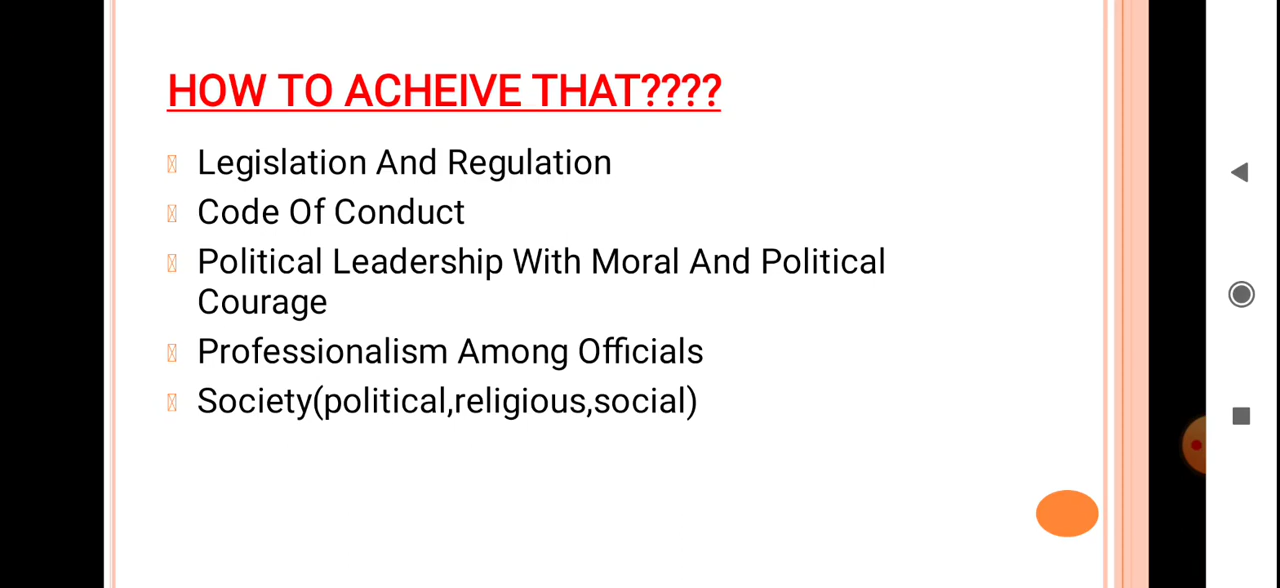 HOW TO ACHEIVE THAT????
Legislation And Regulation
Code Of Conduct
Political Leadership With Moral And Political
Courage
Professionalism Among Officials
Society(political,religious,social)